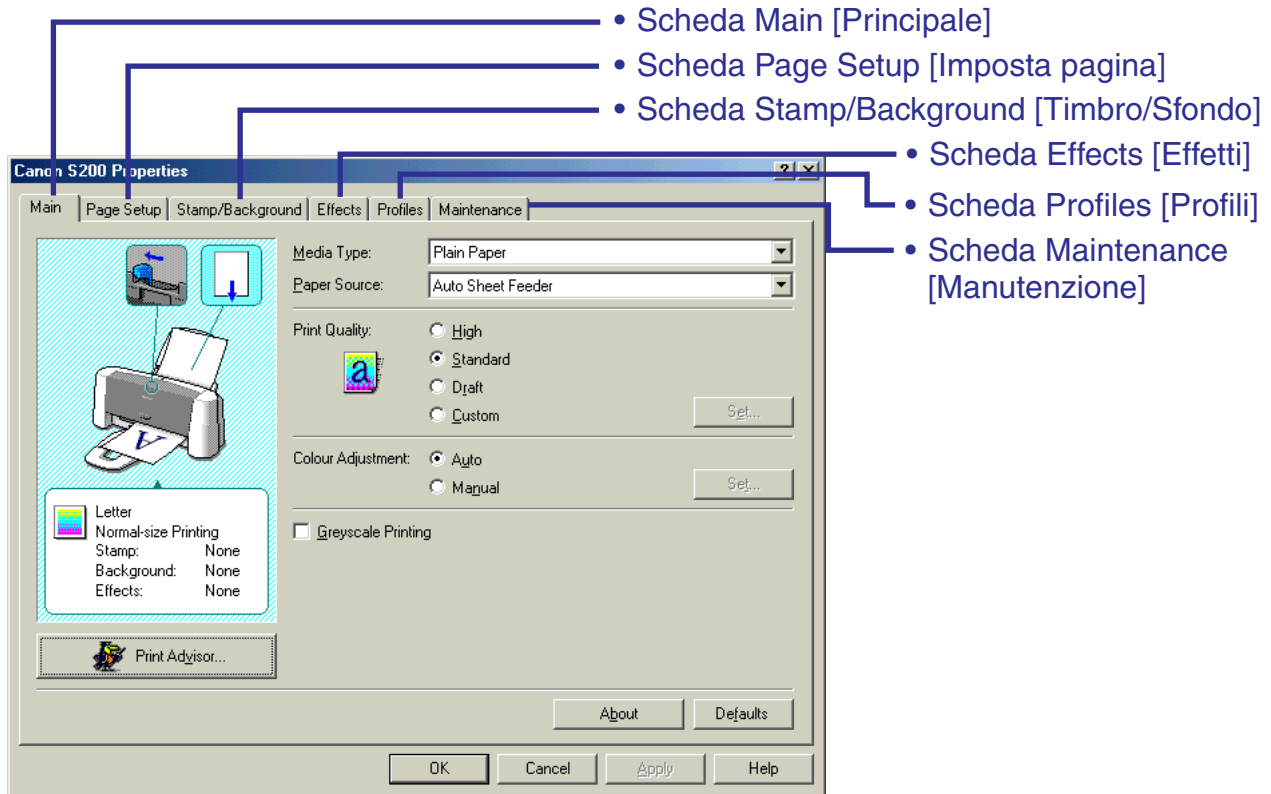 • Scheda Main [Principale]
• Scheda Page Setup [Imposta pagina]
• Scheda Stamp/Background [Timbro/Sfondo]
• Scheda Effects [Effetti]
• Scheda Profiles [Profili]
• Scheda Maintenance
[Manutenzione]
Canon S200 Properties
Main Page Setup Stamp/Background Effects Profiles Maintenance
Media Type: Plain Paper
Paper Source: Auto Sheet Feeder
Print Quality: High
Standard
Draft
Custom Set...
Colour Adjustment: Auto
Manual Set...
Greyscale Printing
a
A
Letter
Normal-size Printing
Stamp: None
Background: None
Effects: None
Print Advisor...
About Defaults
OK Cancel Apply Help